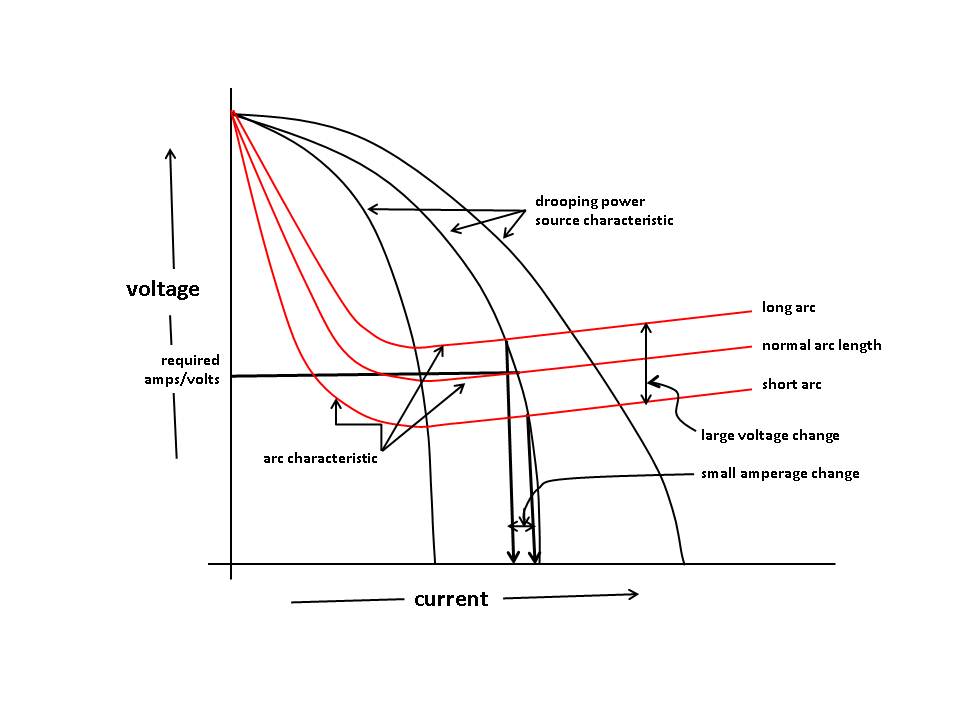 drooping power
source characteristic
voltage
long arc
normal arc length
required
amps/volts
short arc
large voltage change
arc characteristic
small amperage change
current